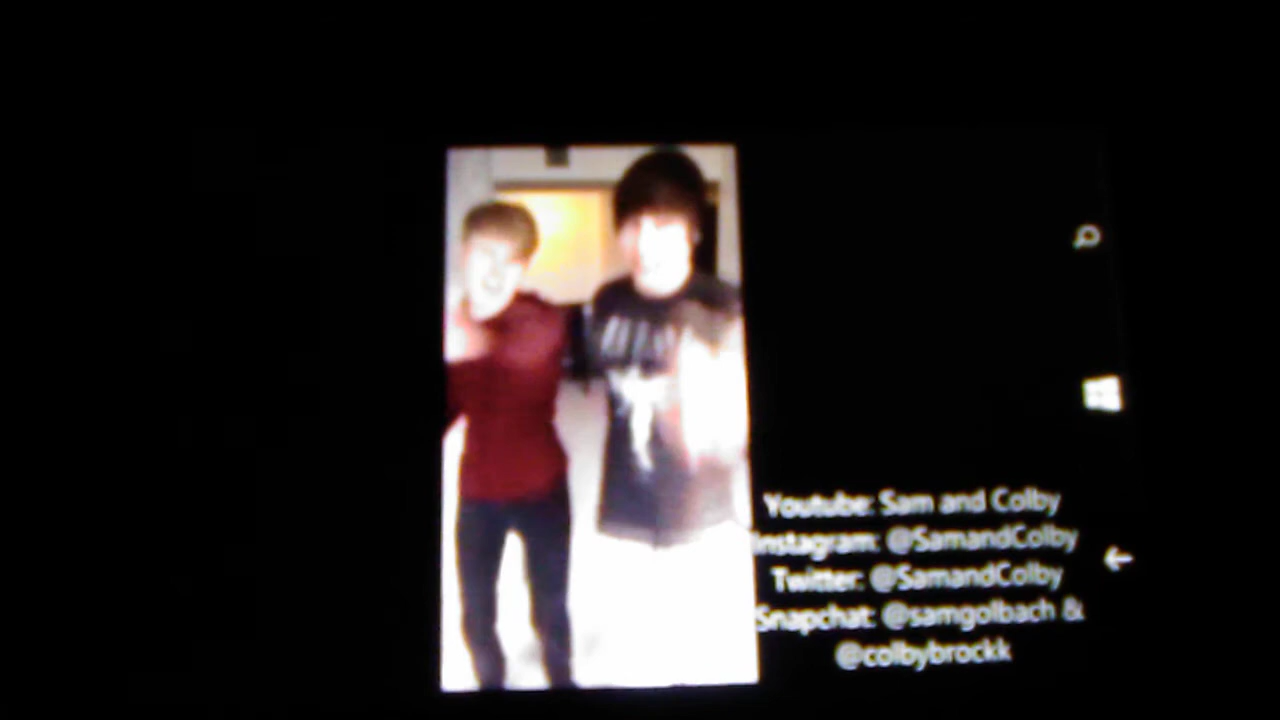 Youtube: Sam and Colby
Instagram: @SamandColby
Twitter: @SamandColby
Snapchat: @samgolbach &
@colbybrockk